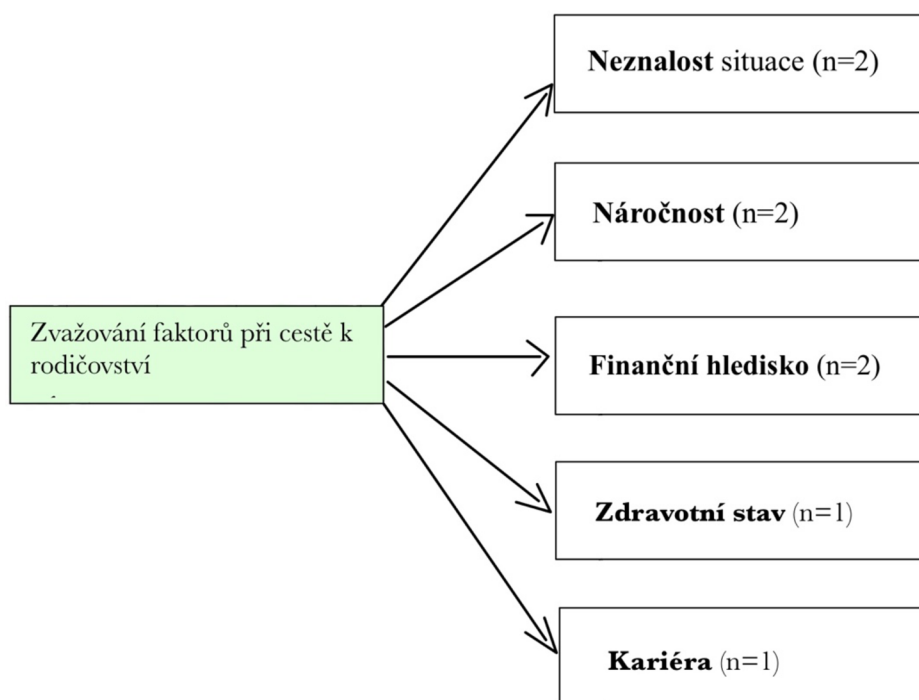 Zvažování faktorů při cestě k
rodičovství
Neznalost situace (n=2)
Náročnost (n=2)
Finanční hledisko (n=2)
Zdravotní stav (n=1)
Kariéra (n=1)